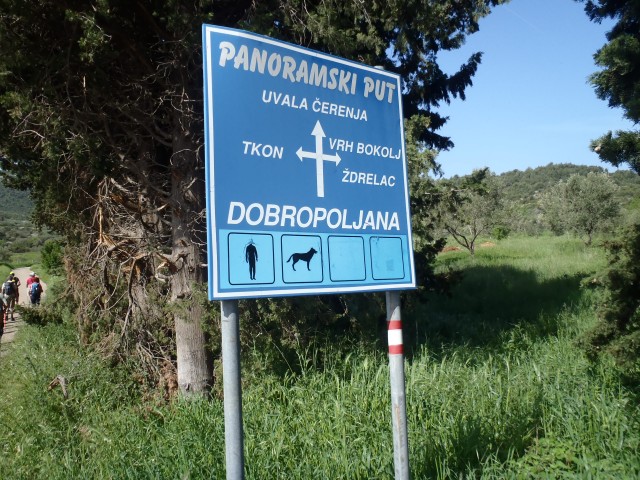 PANORAMSKI PUT
UVALA ČERENJA
TKON
VRH BOKOLJ
ŽDRELAC
DOBROPOLJANA